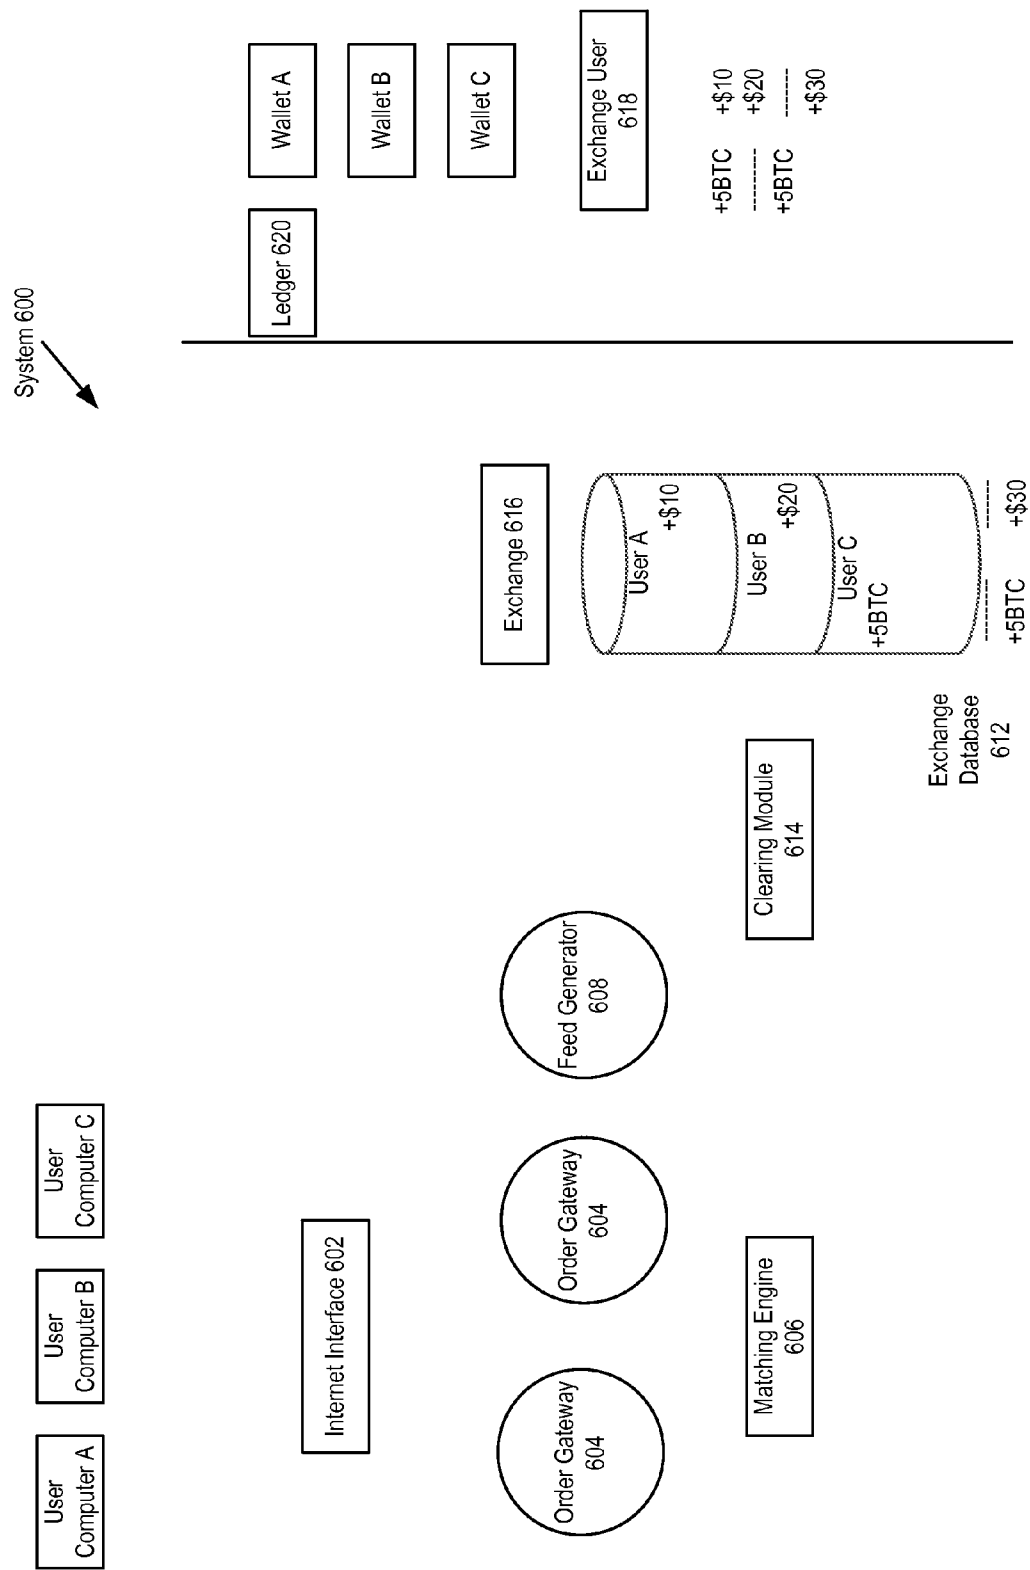 System 600
User
Computer A
User
Computer B
User
Computer C
Internet Interface 602
Order Gateway
604
Order Gateway
604
Feed Generator
608
Matching Engine
606
Clearing Module
614
Exchange 616
User A
+$10
User B
+$20
User C
+5BTC
--------
--------
+5BTC
+$30
Exchange
Database
612
Ledger 620
Wallet A
Wallet B
Wallet C
Exchange User
618
+5BTC
+$10
--------
+$20
+5BTC
--------
+$30